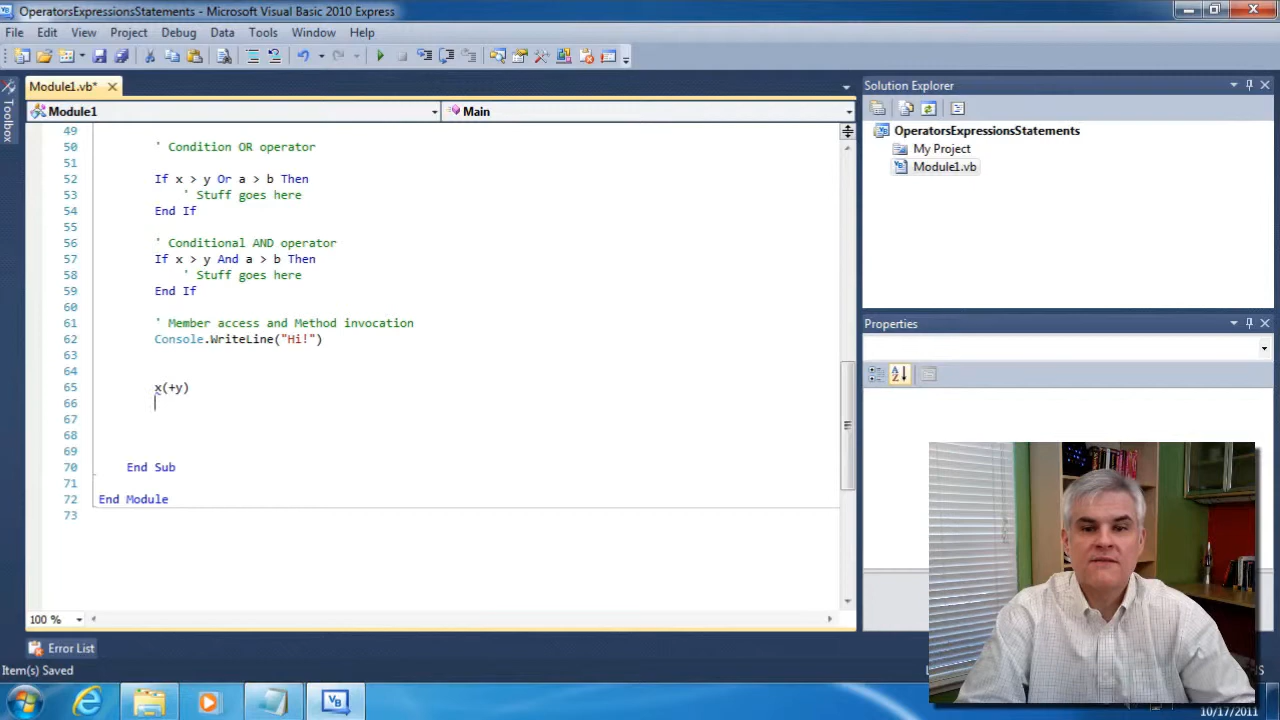 OperatorsExpressionsStatements - Microsoft Visual Basic 2010 Express
File Edit View Project Debug Data Tools Window Help
Module1.vb*
Solution Explorer
Module1 Main
Toolbox
49
50 ' Condition OR operator
51
52 If x > y Or a > b Then
53 ' Stuff goes here
54 End If
55
56 ' Conditional AND operator
57 If x > y And a > b Then
58 ' Stuff goes here
59 End If
60
61 ' Member access and Method invocation
62 Console.WriteLine("Hi!")
63
64
65 x(+y)
66
67
68
69
70 End Sub
71
72 End Module
73
OperatorsExpressionsStatements
My Project
Module1.vb
Properties
100 %
Error List
Item(s) Saved
10/17/2011